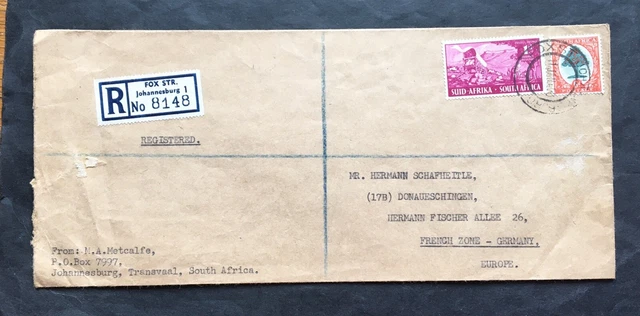 FOX STR.
Johannesburg 1
R No 8148
SUID-AFRIKA - SOUTH AFRICA
REGISTERED.
MR. HERMANN SCHAFHEITLE,
(17B) DONAUESCHINGEN,
HERMANN FISCHER ALLEE 26,
FRENCH ZONE - GERMANY,
EUROPE.
From: M.A.Metcalfe,
P.O.Box 7997,
Johannesburg, Transvaal, South Africa.